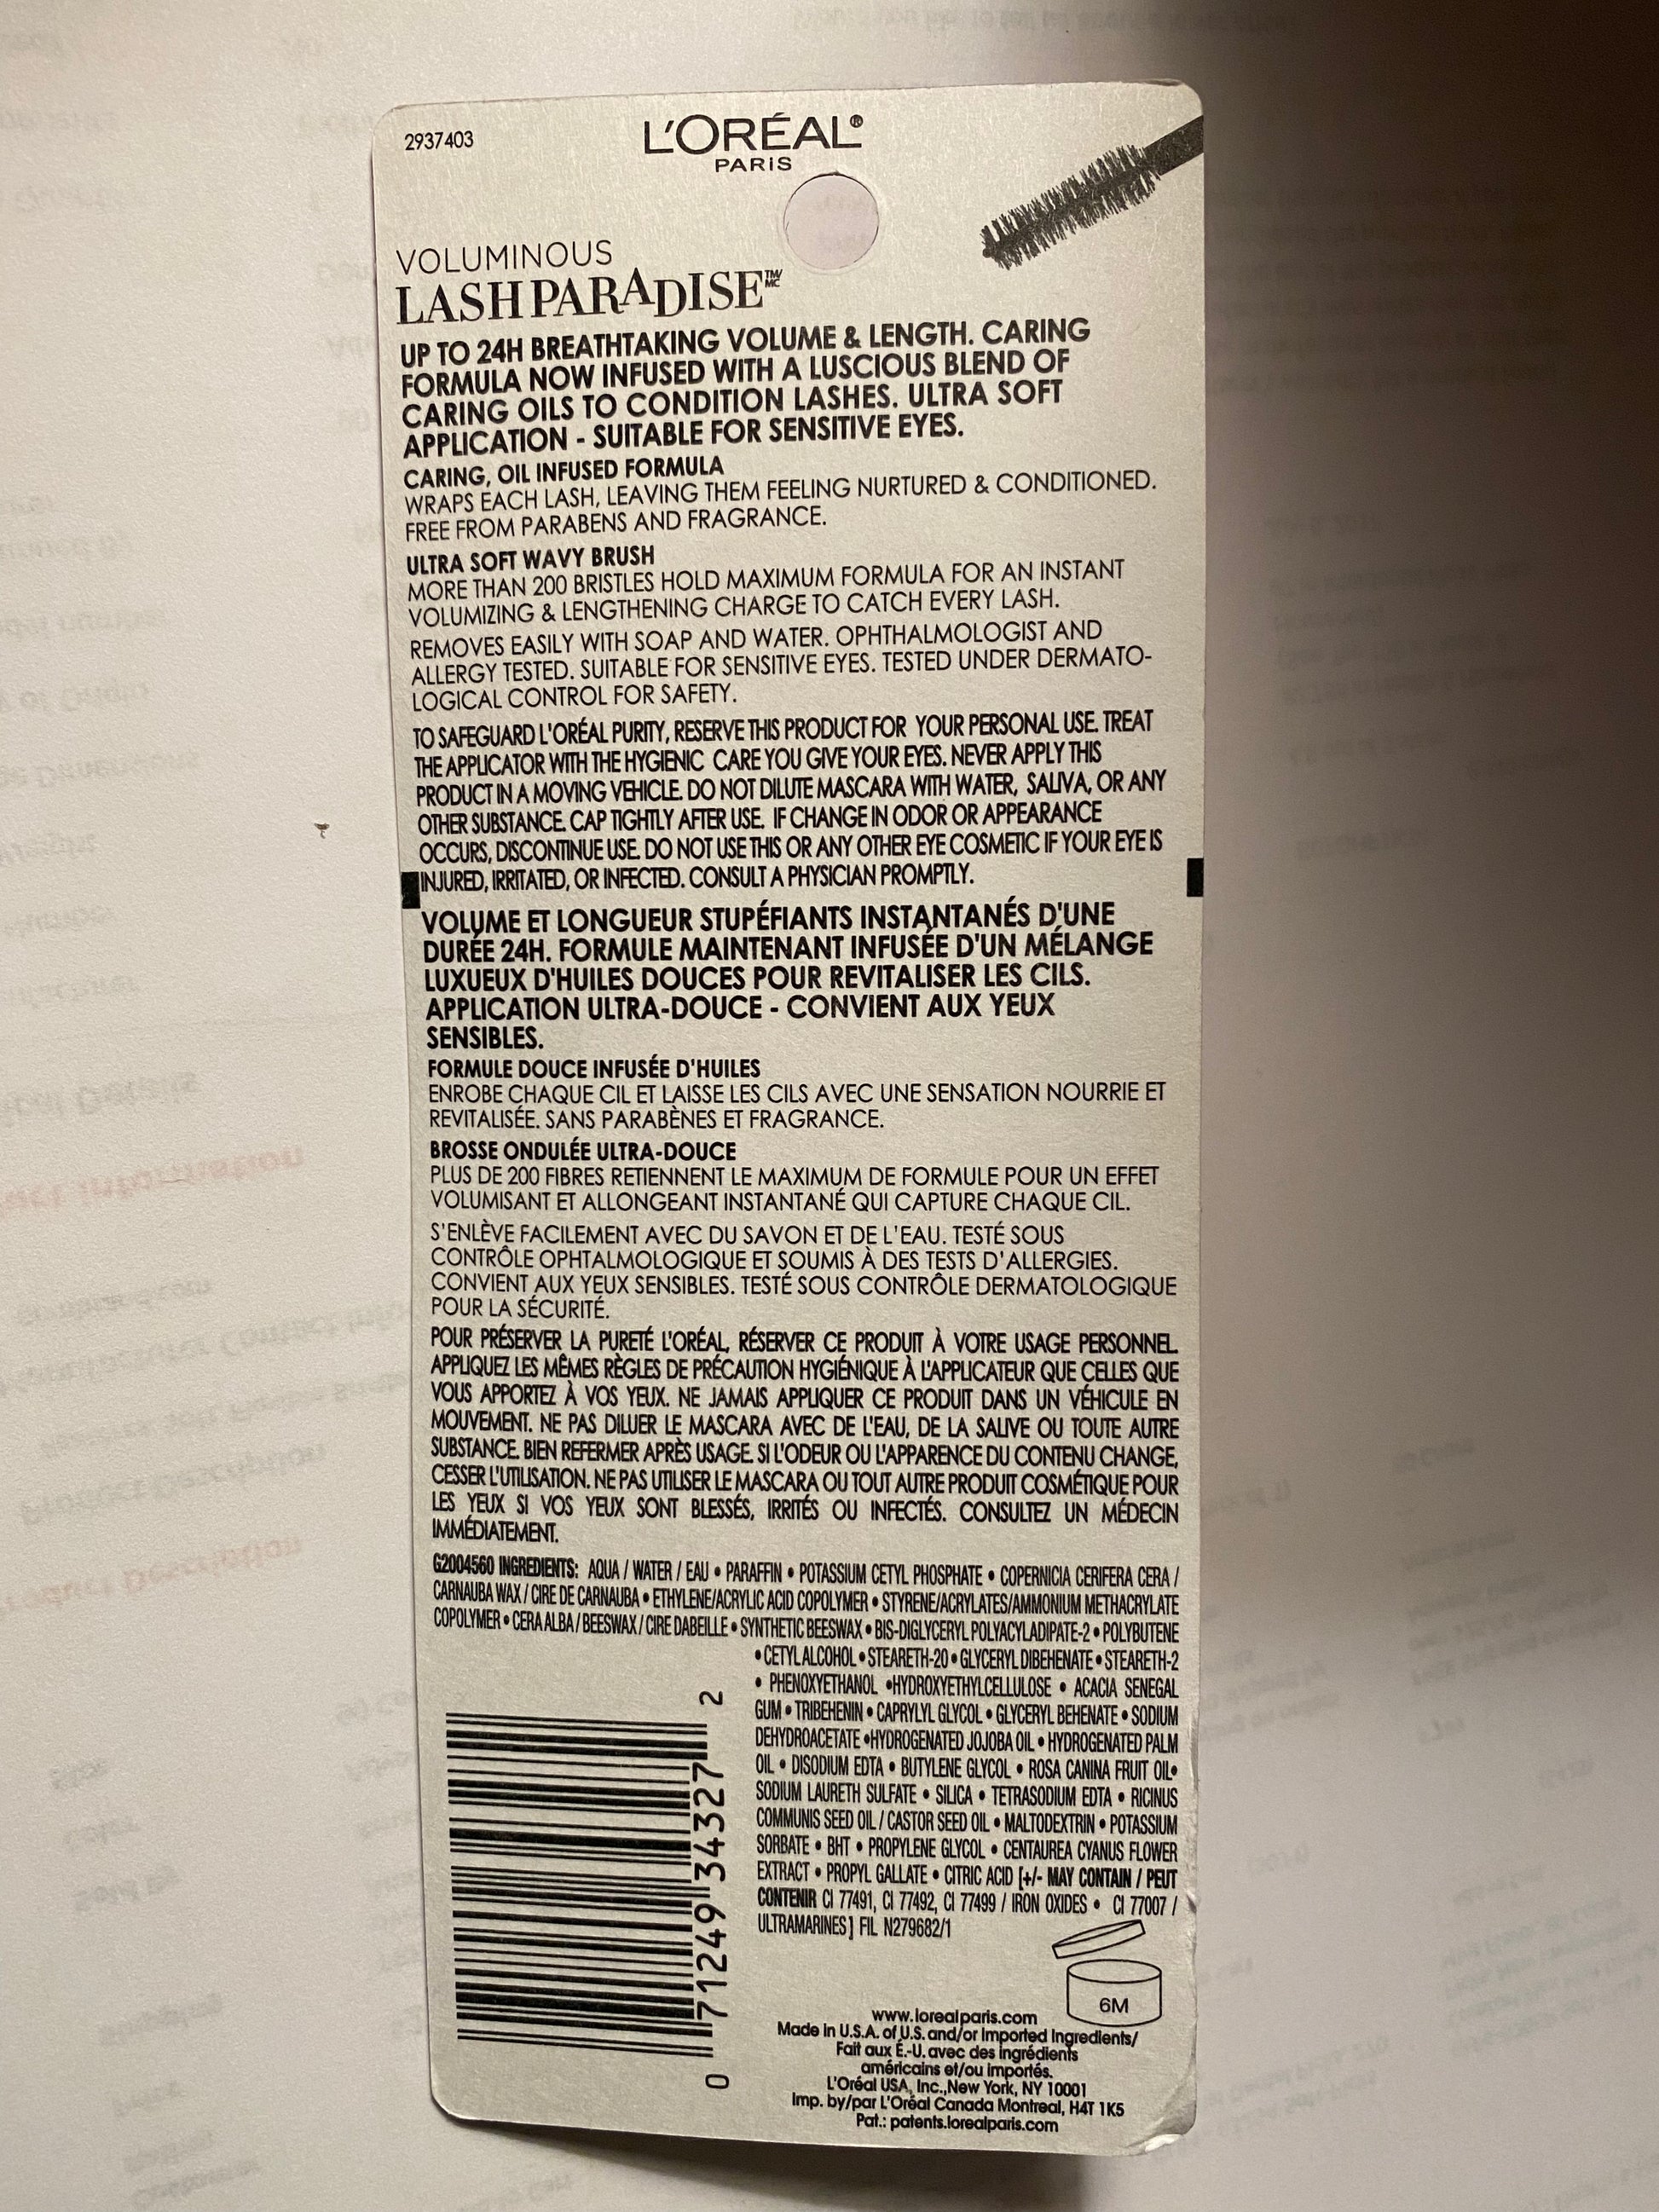 2937403
L'ORÉAL®
PARIS
VOLUMINOUS
LASH PARADISE™ MC
UP TO 24H BREATHTAKING VOLUME & LENGTH. CARING
FORMULA NOW INFUSED WITH A LUSCIOUS BLEND OF
CARING OILS TO CONDITION LASHES. ULTRA SOFT
APPLICATION - SUITABLE FOR SENSITIVE EYES.
CARING, OIL INFUSED FORMULA
WRAPS EACH LASH, LEAVING THEM FEELING NURTURED & CONDITIONED.
FREE FROM PARABENS AND FRAGRANCE.
ULTRA SOFT WAVY BRUSH
MORE THAN 200 BRISTLES HOLD MAXIMUM FORMULA FOR AN INSTANT
VOLUMIZING & LENGTHENING CHARGE TO CATCH EVERY LASH.
REMOVES EASILY WITH SOAP AND WATER. OPHTHALMOLOGIST AND
ALLERGY TESTED. SUITABLE FOR SENSITIVE EYES. TESTED UNDER DERMATO-
LOGICAL CONTROL FOR SAFETY.
TO SAFEGUARD L'ORÉAL PURITY, RESERVE THIS PRODUCT FOR YOUR PERSONAL USE. TREAT
THE APPLICATOR WITH THE HYGIENIC CARE YOU GIVE YOUR EYES. NEVER APPLY THIS
PRODUCT IN A MOVING VEHICLE. DO NOT DILUTE MASCARA WITH WATER, SALIVA, OR ANY
OTHER SUBSTANCE. CAP TIGHTLY AFTER USE. IF CHANGE IN ODOR OR APPEARANCE
OCCURS, DISCONTINUE USE. DO NOT USE THIS OR ANY OTHER EYE COSMETIC IF YOUR EYE IS
INJURED, IRRITATED, OR INFECTED. CONSULT A PHYSICIAN PROMPTLY.
VOLUME ET LONGUEUR STUPÉFIANTS INSTANTANÉS D'UNE
DURÉE 24H. FORMULE MAINTENANT INFUSÉE D'UN MÉLANGE
LUXUEUX D'HUILES DOUCES POUR REVITALISER LES CILS.
APPLICATION ULTRA-DOUCE - CONVIENT AUX YEUX
SENSIBLES.
FORMULE DOUCE INFUSÉE D'HUILES
ENROBE CHAQUE CIL ET LAISSE LES CILS AVEC UNE SENSATION NOURRIE ET
REVITALISÉE. SANS PARABÈNES ET FRAGRANCE.
BROSSE ONDULÉE ULTRA-DOUCE
PLUS DE 200 FIBRES RETIENNENT LE MAXIMUM DE FORMULE POUR UN EFFET
VOLUMISANT ET ALLONGEANT INSTANTANÉ QUI CAPTURE CHAQUE CIL.
S'ENLÈVE FACILEMENT AVEC DU SAVON ET DE L'EAU. TESTÉ SOUS
CONTRÔLE OPHTALMOLOGIQUE ET SOUMIS À DES TESTS D'ALLERGIES.
CONVIENT AUX YEUX SENSIBLES. TESTÉ SOUS CONTRÔLE DERMATOLOGIQUE
POUR LA SÉCURITÉ.
POUR PRÉSERVER LA PURETÉ L'ORÉAL, RÉSERVER CE PRODUIT À VOTRE USAGE PERSONNEL.
APPLIQUEZ LES MÊMES RÈGLES DE PRÉCAUTION HYGIÉNIQUE À L'APPLICATEUR QUE CELLES QUE
VOUS APPORTEZ À VOS YEUX. NE JAMAIS APPLIQUER CE PRODUIT DANS UN VÉHICULE EN
MOUVEMENT. NE PAS DILUER LE MASCARA AVEC DE L'EAU, DE LA SALIVE OU TOUTE AUTRE
SUBSTANCE. BIEN REFERMER APRÈS USAGE. SI L'ODEUR OU L'APPARENCE DU CONTENU CHANGE,
CESSER L'UTILISATION. NE PAS UTILISER LE MASCARA OU TOUT AUTRE PRODUIT COSMÉTIQUE POUR
LES YEUX SI VOS YEUX SONT BLESSÉS, IRRITÉS OU INFECTÉS. CONSULTEZ UN MÉDECIN
IMMÉDIATEMENT.
G2004560 INGREDIENTS: AQUA / WATER / EAU • PARAFFIN • POTASSIUM CETYL PHOSPHATE • COPERNICIA CERIFERA CERA /
CARNAUBA WAX / CIRE DE CARNAUBA • ETHYLENE/ACRYLIC ACID COPOLYMER • STYRENE/ACRYLATES/AMMONIUM METHACRYLATE
COPOLYMER • CERA ALBA / BEESWAX / CIRE DABEILLE • SYNTHETIC BEESWAX • BIS-DIGLYCERYL POLYACYLADIPATE-2 • POLYBUTENE
• CETYL ALCOHOL • STEARETH-20 • GLYCERYL DIBEHENATE • STEARETH-2
• PHENOXYETHANOL •HYDROXYETHYLCELLULOSE • ACACIA SENEGAL
GUM • TRIBEHENIN • CAPRYLYL GLYCOL • GLYCERYL BEHENATE • SODIUM
DEHYDROACETATE •HYDROGENATED JOJOBA OIL • HYDROGENATED PALM
OIL • DISODIUM EDTA • BUTYLENE GLYCOL • ROSA CANINA FRUIT OIL•
SODIUM LAURETH SULFATE • SILICA • TETRASODIUM EDTA • RICINUS
COMMUNIS SEED OIL / CASTOR SEED OIL • MALTODEXTRIN • POTASSIUM
SORBATE • BHT • PROPYLENE GLYCOL • CENTAUREA CYANUS FLOWER
EXTRACT • PROPYL GALLATE • CITRIC ACID [+/- MAY CONTAIN / PEUT
CONTENIR CI 77491, CI 77492, CI 77499 / IRON OXIDES • CI 77007 /
ULTRAMARINES] FIL N279682/1
0 71249 34327 2
6M
www.lorealparis.com
Made in U.S.A. of U.S. and/or Imported Ingredients/
Fait aux É.-U. avec des ingrédients
américains et/ou importés.
L'Oréal USA, Inc.,New York, NY 10001
Imp. by/par L'Oréal Canada Montreal, H4T 1K5
Pat.: patents.lorealparis.com